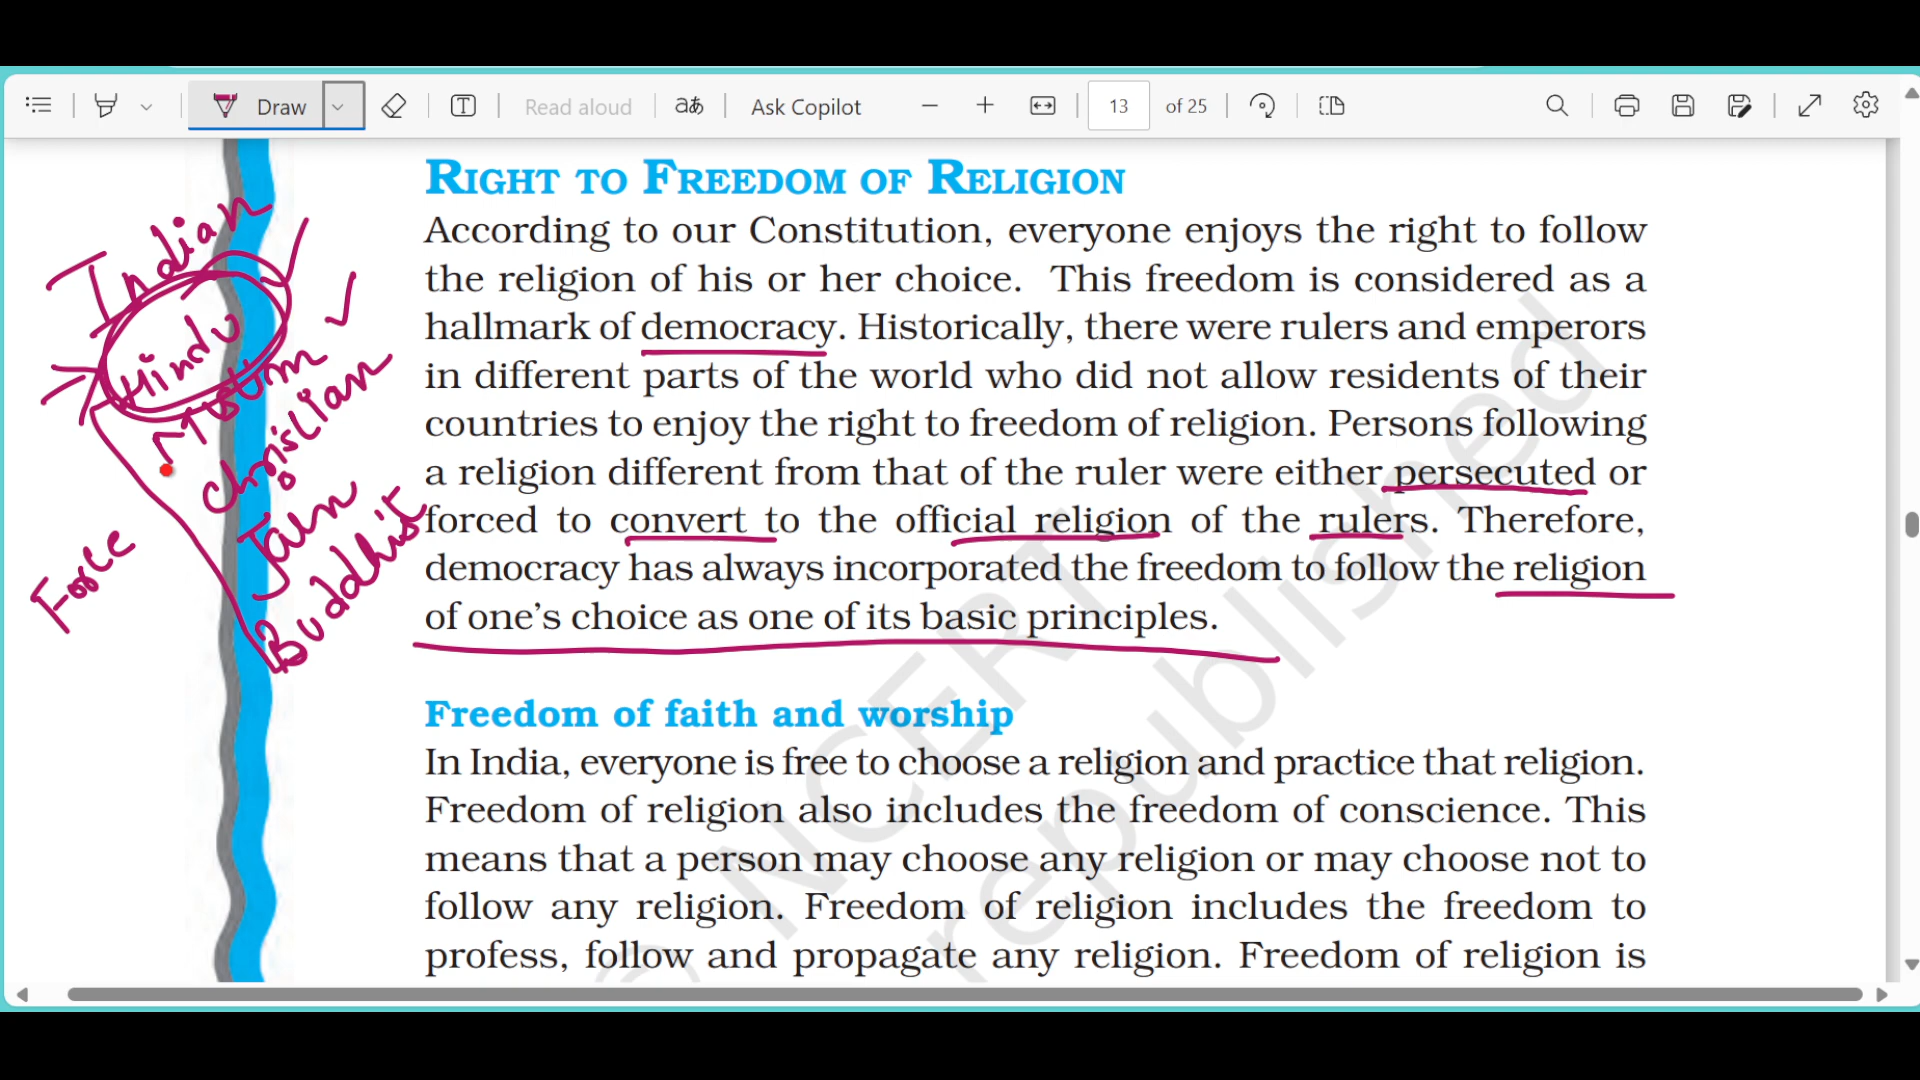 Draw
Read aloud
aあ
Ask Copilot
13
of 25
RIGHT TO FREEDOM OF RELIGION
According to our Constitution, everyone enjoys the right to follow
the religion of his or her choice. This freedom is considered as a
hallmark of democracy. Historically, there were rulers and emperors
in different parts of the world who did not allow residents of their
countries to enjoy the right to freedom of religion. Persons following
a religion different from that of the ruler were either persecuted or
forced to convert to the official religion of the rulers. Therefore,
democracy has always incorporated the freedom to follow the religion
of one's choice as one of its basic principles.
Freedom of faith and worship
In India, everyone is free to choose a religion and practice that religion.
Freedom of religion also includes the freedom of conscience. This
means that a person may choose any religion or may choose not to
follow any religion. Freedom of religion includes the freedom to
profess, follow and propagate any religion. Freedom of religion is
Indian
Hindu
Christian
Jain
Buddhist
Force
© NCERT
republished